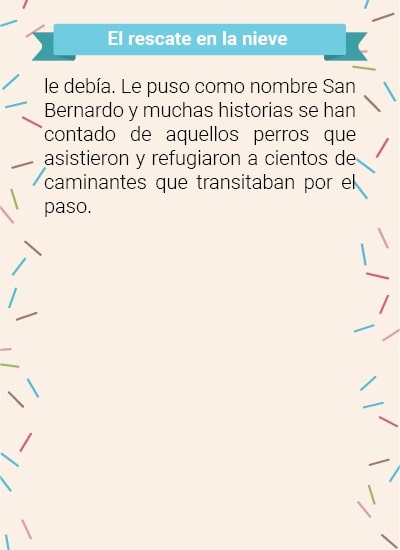 El rescate en la nieve
le debía. Le puso como nombre San
Bernardo y muchas historias se han
contado de aquellos perros que
asistieron y refugiaron a cientos de
caminantes que transitaban por el
paso.